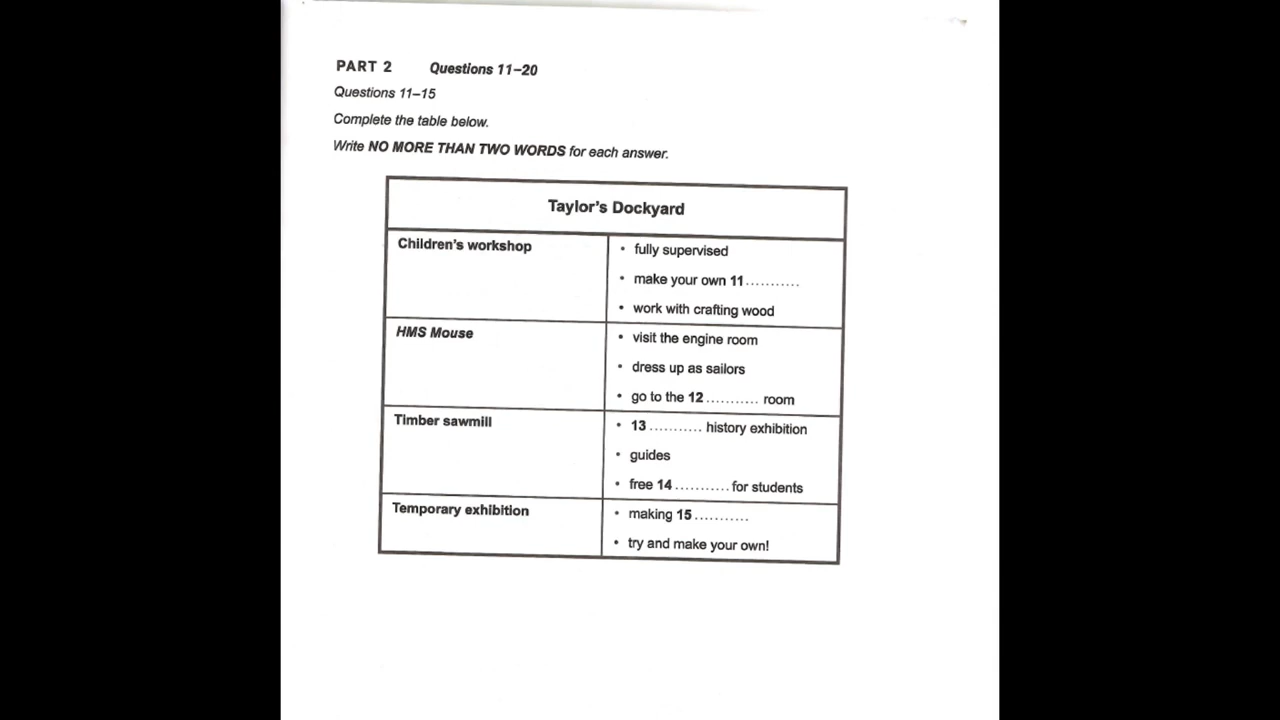 PART 2 Questions 11–20
Questions 11–15
Complete the table below.
Write NO MORE THAN TWO WORDS for each answer.
Taylor's Dockyard
Children's workshop
• fully supervised
• make your own 11...........
• work with crafting wood
HMS Mouse
• visit the engine room
• dress up as sailors
• go to the 12........... room
Timber sawmill
• 13........... history exhibition
• guides
• free 14........... for students
Temporary exhibition
• making 15...........
• try and make your own!